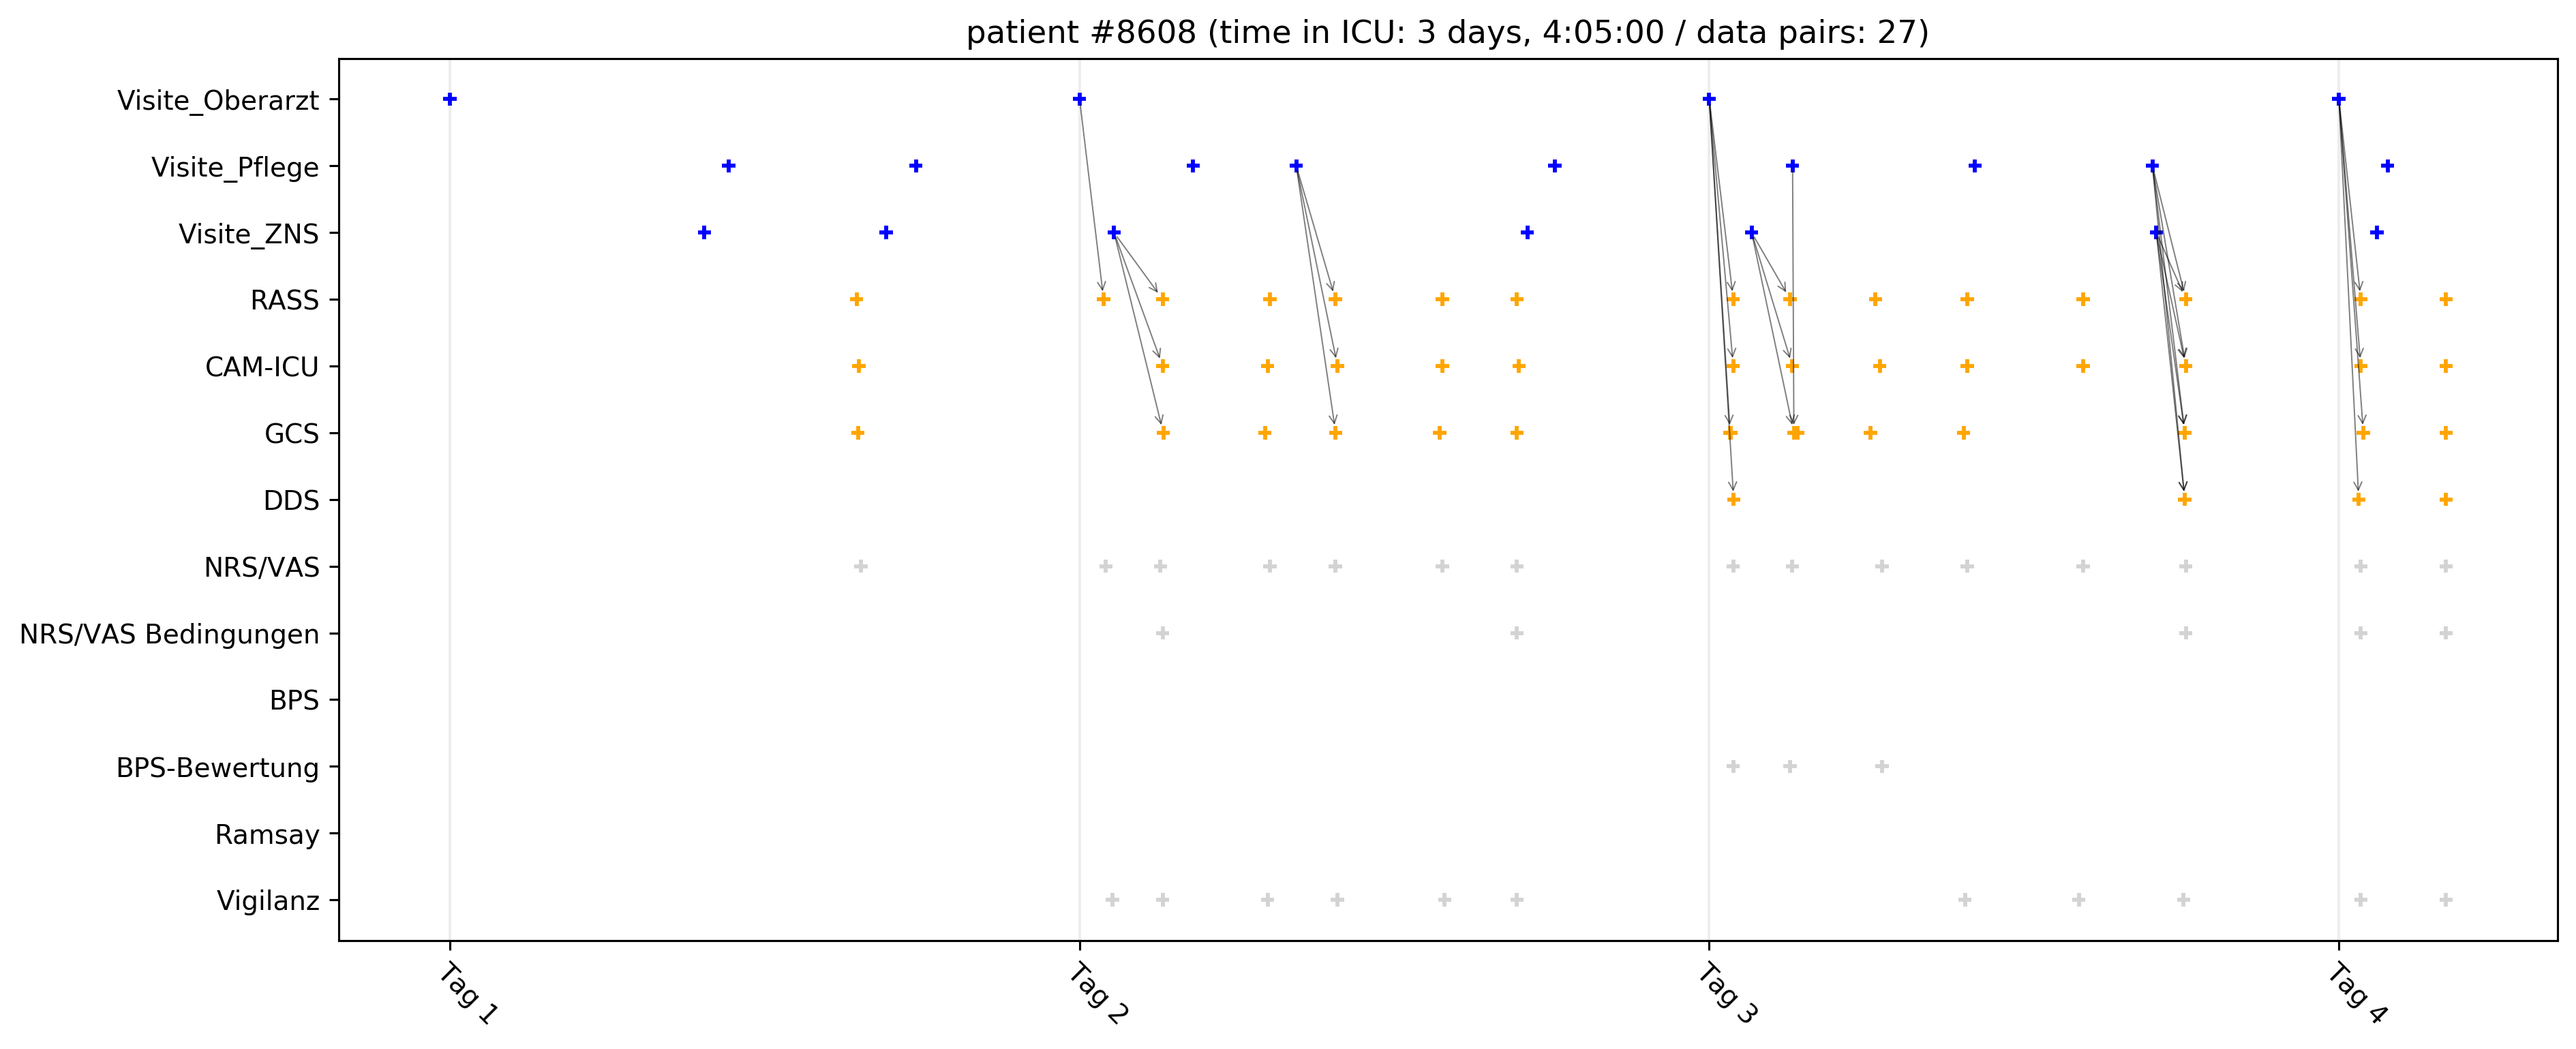 patient #8608 (time in ICU: 3 days, 4:05:00 / data pairs: 27)
Visite_Oberarzt
Visite_Pflege
Visite_ZNS
RASS
CAM-ICU
GCS
DDS
NRS/VAS
NRS/VAS Bedingungen
BPS
BPS-Bewertung
Ramsay
Vigilanz
Tag 1
Tag 2
Tag 3
Tag 4